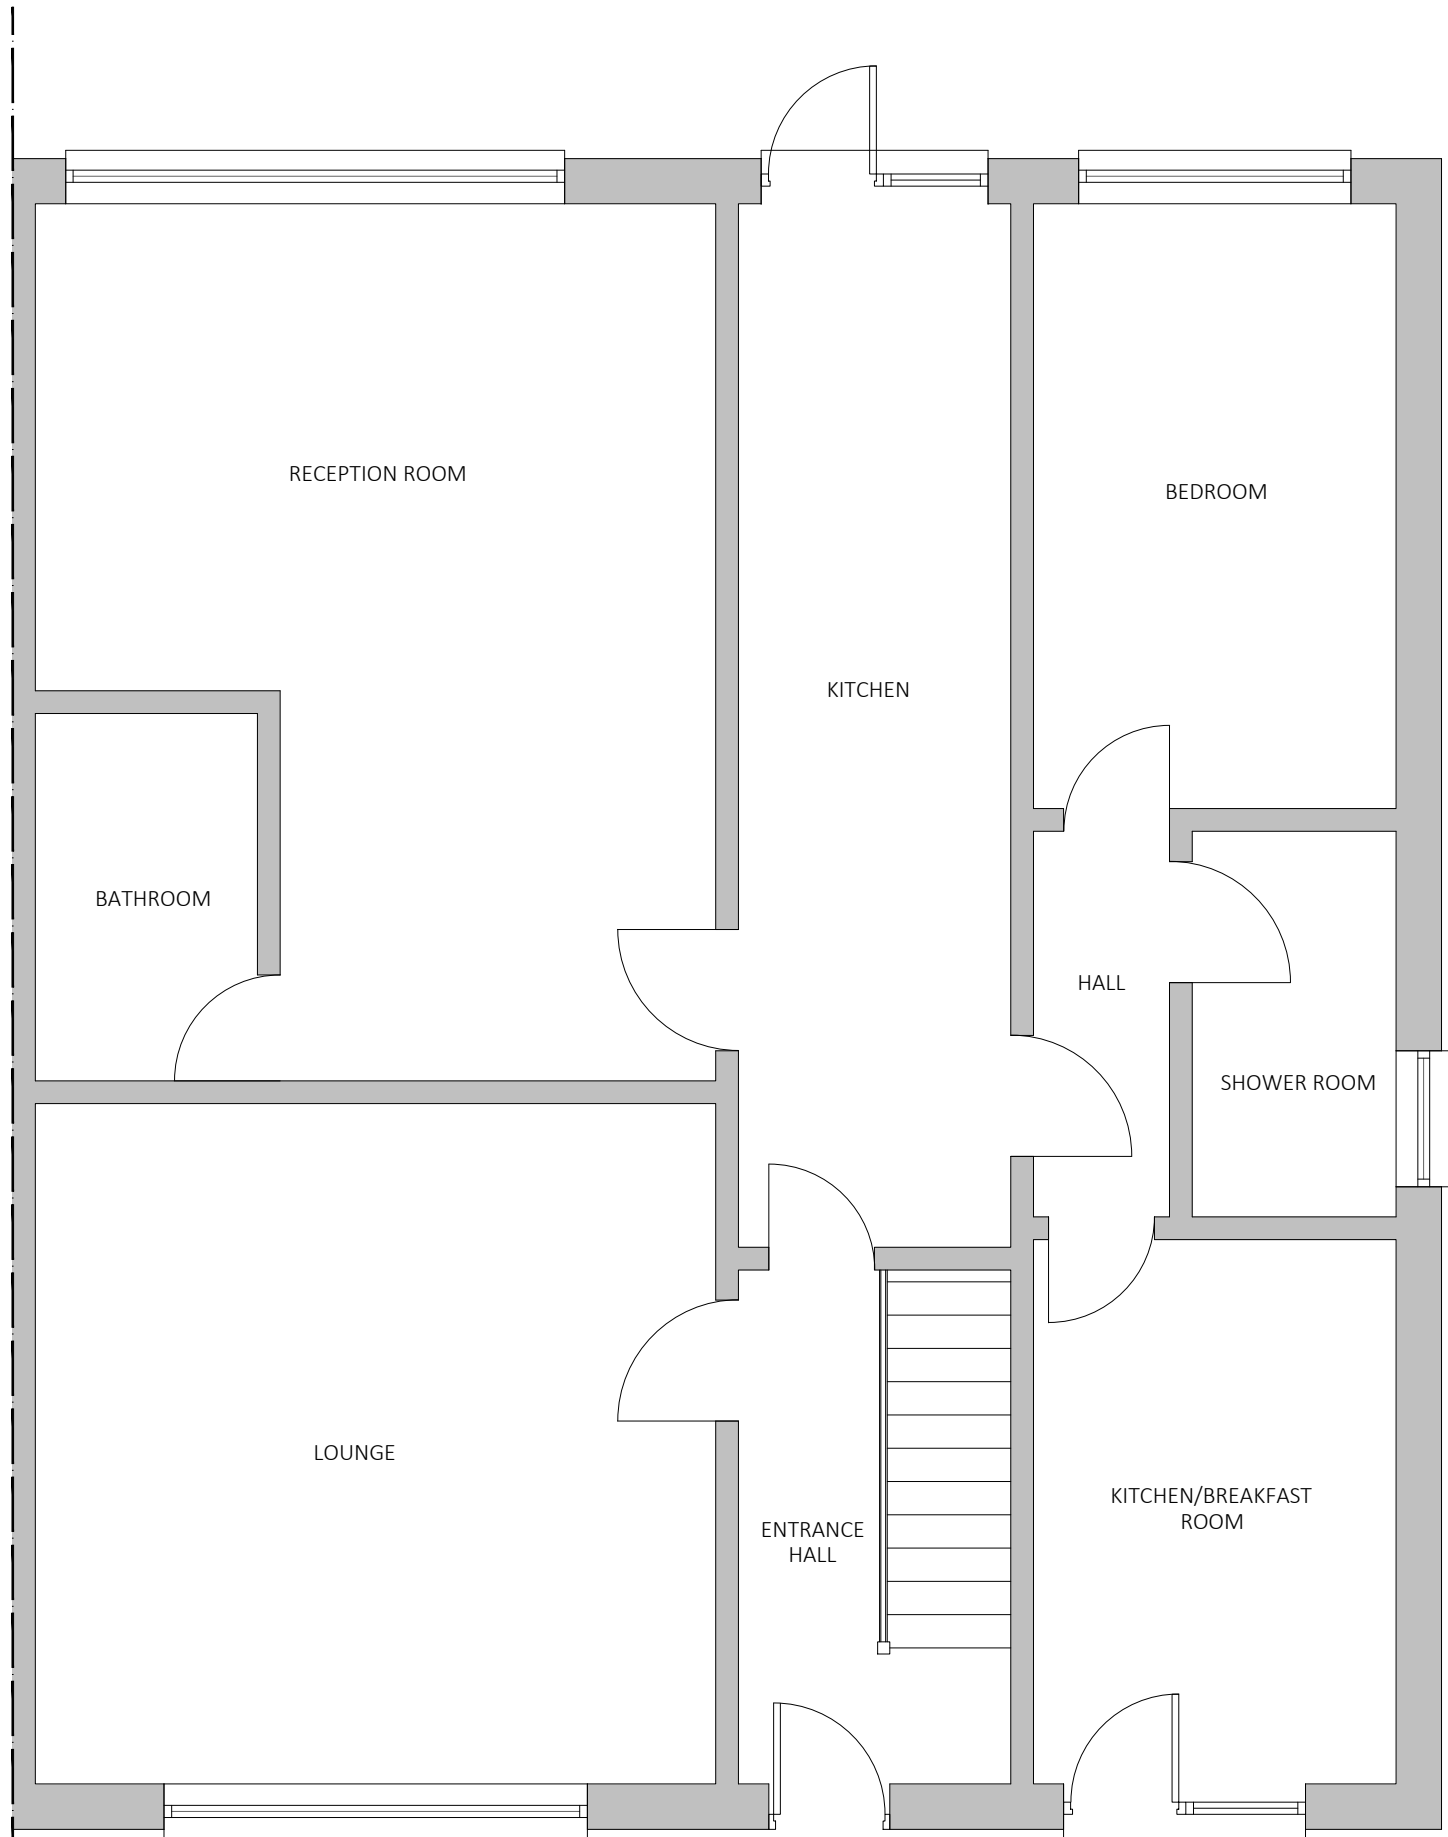 RECEPTION ROOM
BEDROOM
KITCHEN
BATHROOM
HALL
SHOWER ROOM
LOUNGE
KITCHEN/BREAKFAST
ROOM
ENTRANCE
HALL